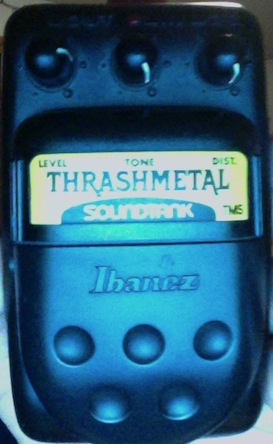 LEVEL TONE DIST.
THRASHMETAL
SOUNDTANK TM5
Ibanez